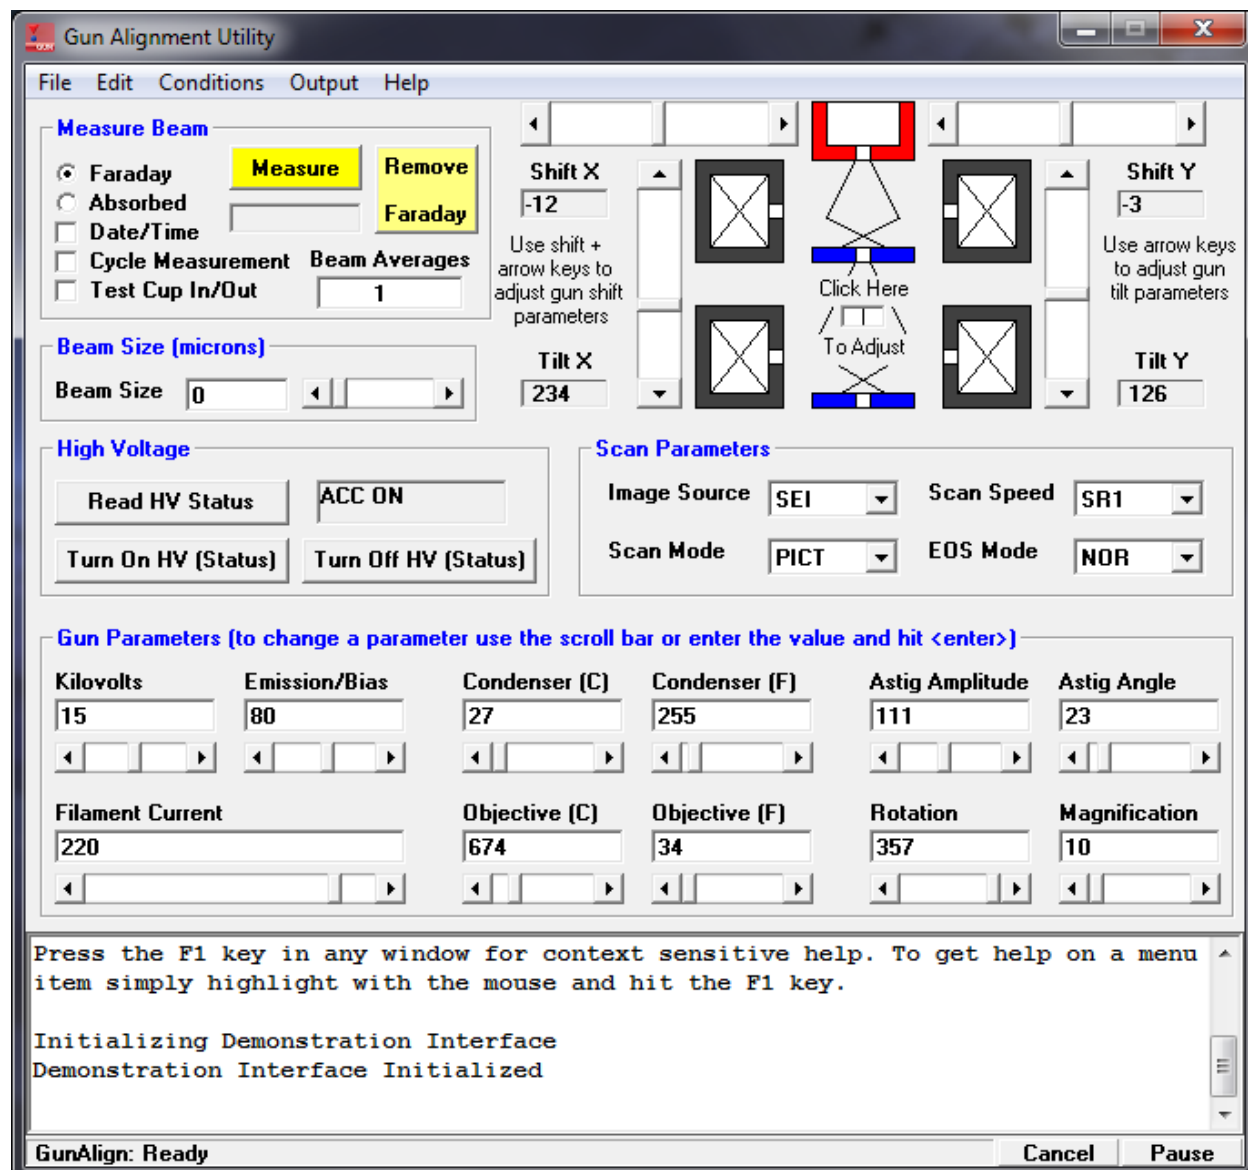 Gun Alignment Utility
File Edit Conditions Output Help
Measure Beam
Faraday
Absorbed
Date/Time
Cycle Measurement
Test Cup In/Out
Measure
Remove
Faraday
Beam Averages
1
Beam Size (microns)
Beam Size 0
Shift X
-12
Use shift +
arrow keys to
adjust gun shift
parameters
Tilt X
234
Click Here
To Adjust
Shift Y
-3
Use arrow keys
to adjust gun
tilt parameters
Tilt Y
126
High Voltage
Read HV Status ACC ON
Turn On HV (Status) Turn Off HV (Status)
Scan Parameters
Image Source SEI Scan Speed SR1
Scan Mode PICT EOS Mode NOR
Gun Parameters (to change a parameter use the scroll bar or enter the value and hit <enter>)
Kilovolts Emission/Bias Condenser (C) Condenser (F) Astig Amplitude Astig Angle
15 80 27 255 111 23
Filament Current Objective (C) Objective (F) Rotation Magnification
220 674 34 357 10
Press the F1 key in any window for context sensitive help. To get help on a menu
item simply highlight with the mouse and hit the F1 key.
Initializing Demonstration Interface
Demonstration Interface Initialized
GunAlign: Ready Cancel Pause